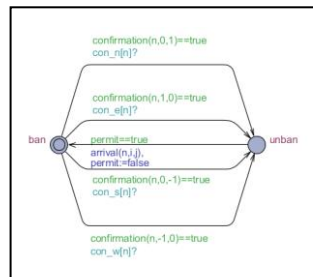 confirmation(n,0,1)==true
con_n[n]?
confirmation(n,1,0)==true
con_e[n]?
ban
permit==true
unban
arrival(n,i,j),
permit:=false
confirmation(n,0,-1)==true
con_s[n]?
confirmation(n,-1,0)==true
con_w[n]?